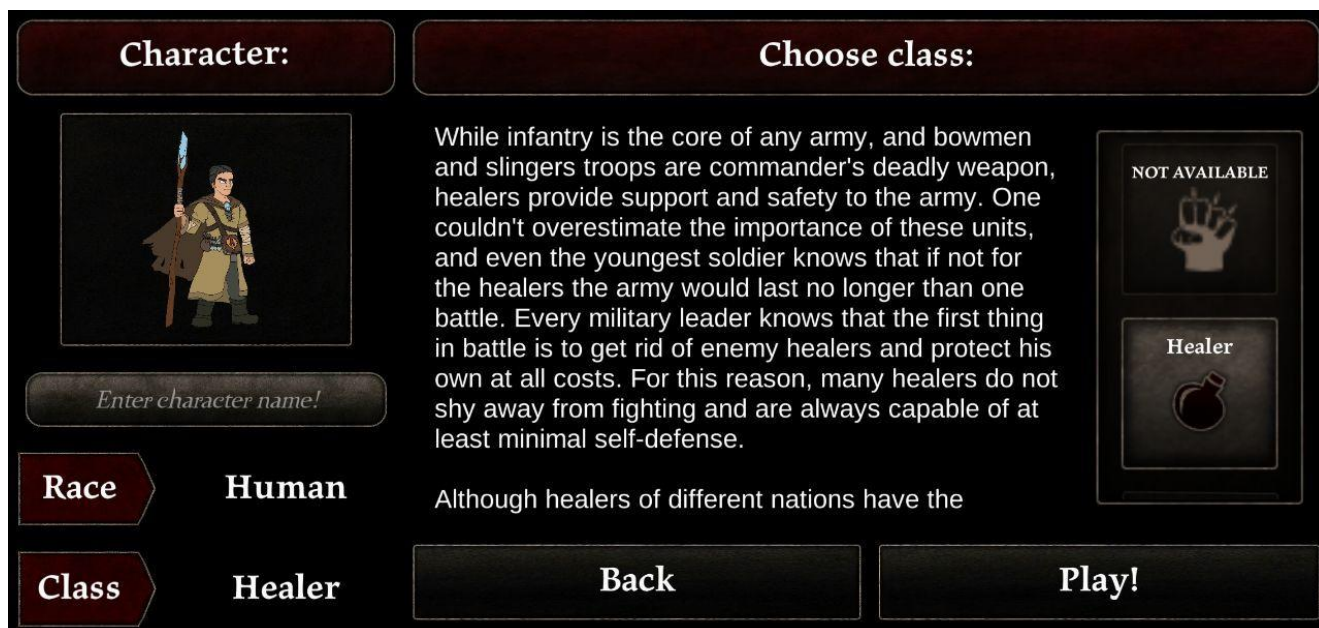 Character:
Choose class:
While infantry is the core of any army, and bowmen
and slingers troops are commander's deadly weapon,
healers provide support and safety to the army. One
couldn't overestimate the importance of these units,
and even the youngest soldier knows that if not for
the healers the army would last no longer than one
battle. Every military leader knows that the first thing
in battle is to get rid of enemy healers and protect his
own at all costs. For this reason, many healers do not
shy away from fighting and are always capable of at
least minimal self-defense.
Although healers of different nations have the
NOT AVAILABLE
Healer
Enter character name!
Race
Human
Class
Healer
Back
Play!